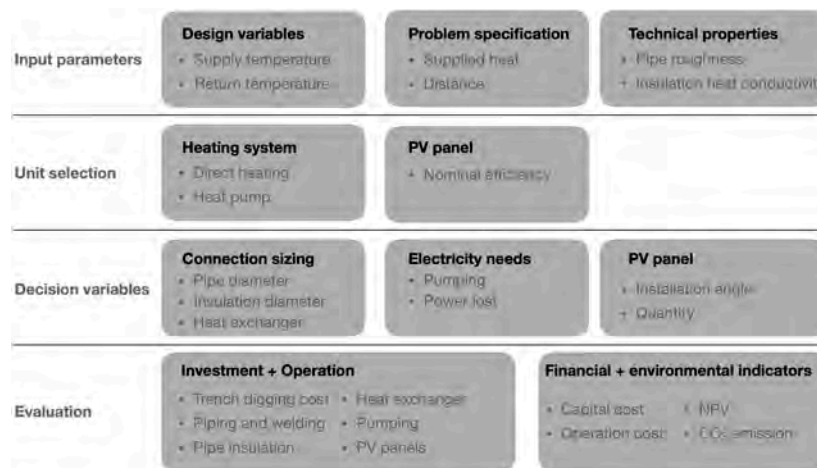 Input parameters
Design variables
• Supply temperature
• Return temperature
Problem specification
• Supplied heat
• Distance
Technical properties
• Pipe roughness
• Insulation heat conductivit
Unit selection
Heating system
• Direct heating
• Heat pump
PV panel
• Nominal efficiency
Decision variables
Connection sizing
• Pipe diameter
• Insulation diameter
• Heat exchanger
Electricity needs
• Pumping
• Power lost
PV panel
• Installation angle
• Quantity
Evaluation
Investment + Operation
• Trench digging cost
• Piping and welding
• Pipe insulation
• Heat exchanger
• Pumping
• PV panels
Financial + environmental indicators
• Capital cost
• Operation cost
• NPV
• CO₂ emission